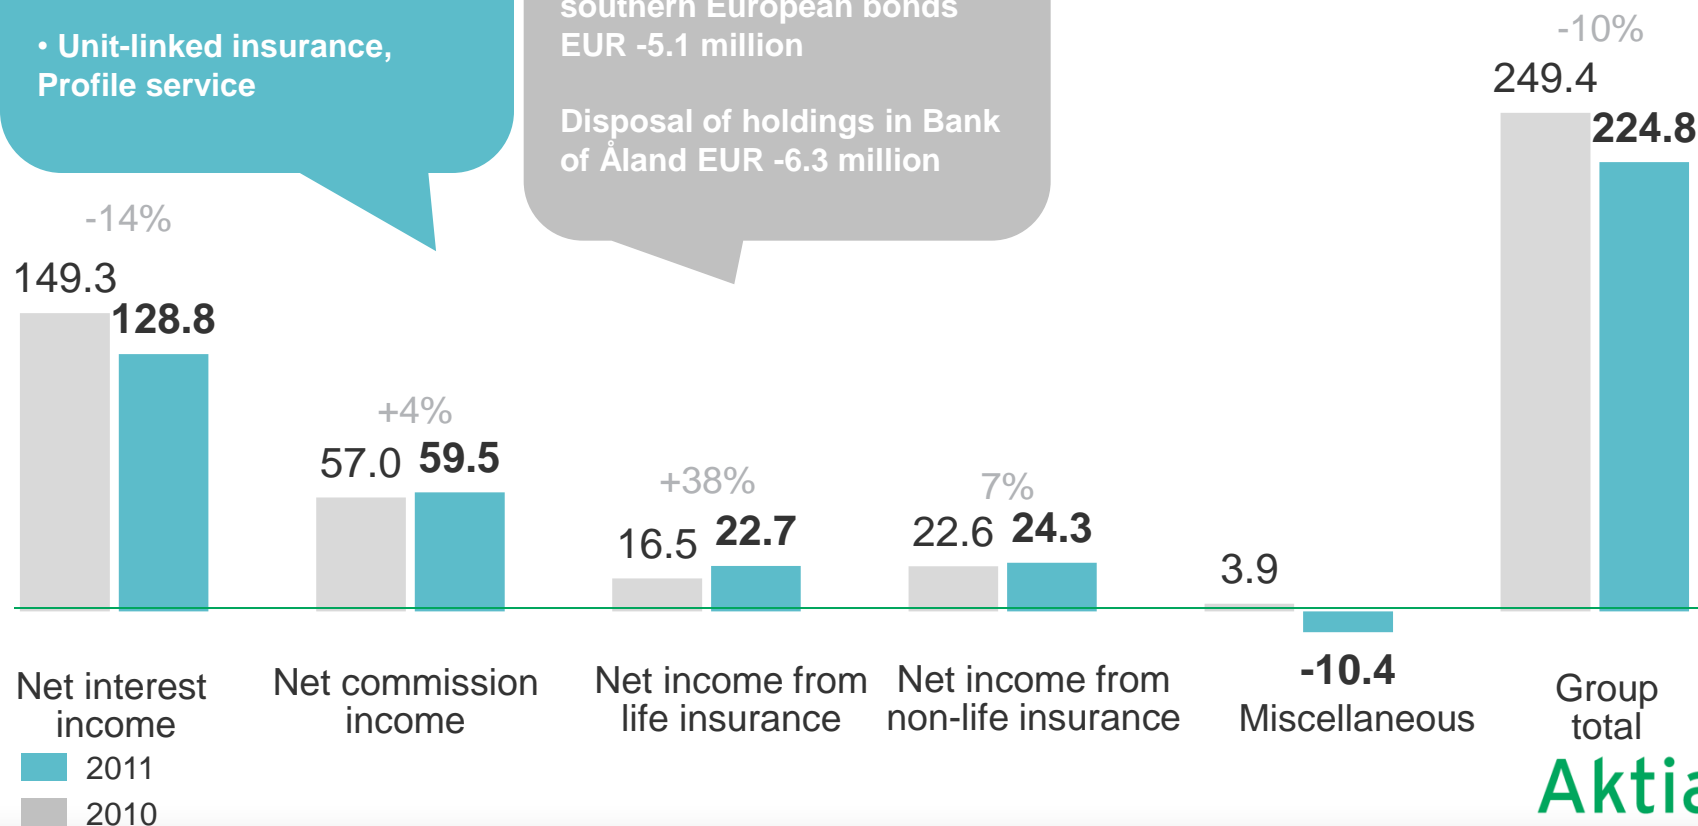 • Unit-linked insurance,
Profile service
southern European bonds
EUR -5.1 million
Disposal of holdings in Bank
of Åland EUR -6.3 million
-14%
149.3
128.8
+4%
57.0
59.5
+38%
16.5
22.7
7%
22.6
24.3
3.9
-10.4
-10%
249.4
224.8
Net interest
income
Net commission
income
Net income from
life insurance
Net income from
non-life insurance
Miscellaneous
Group
total
2011
2010
Aktia